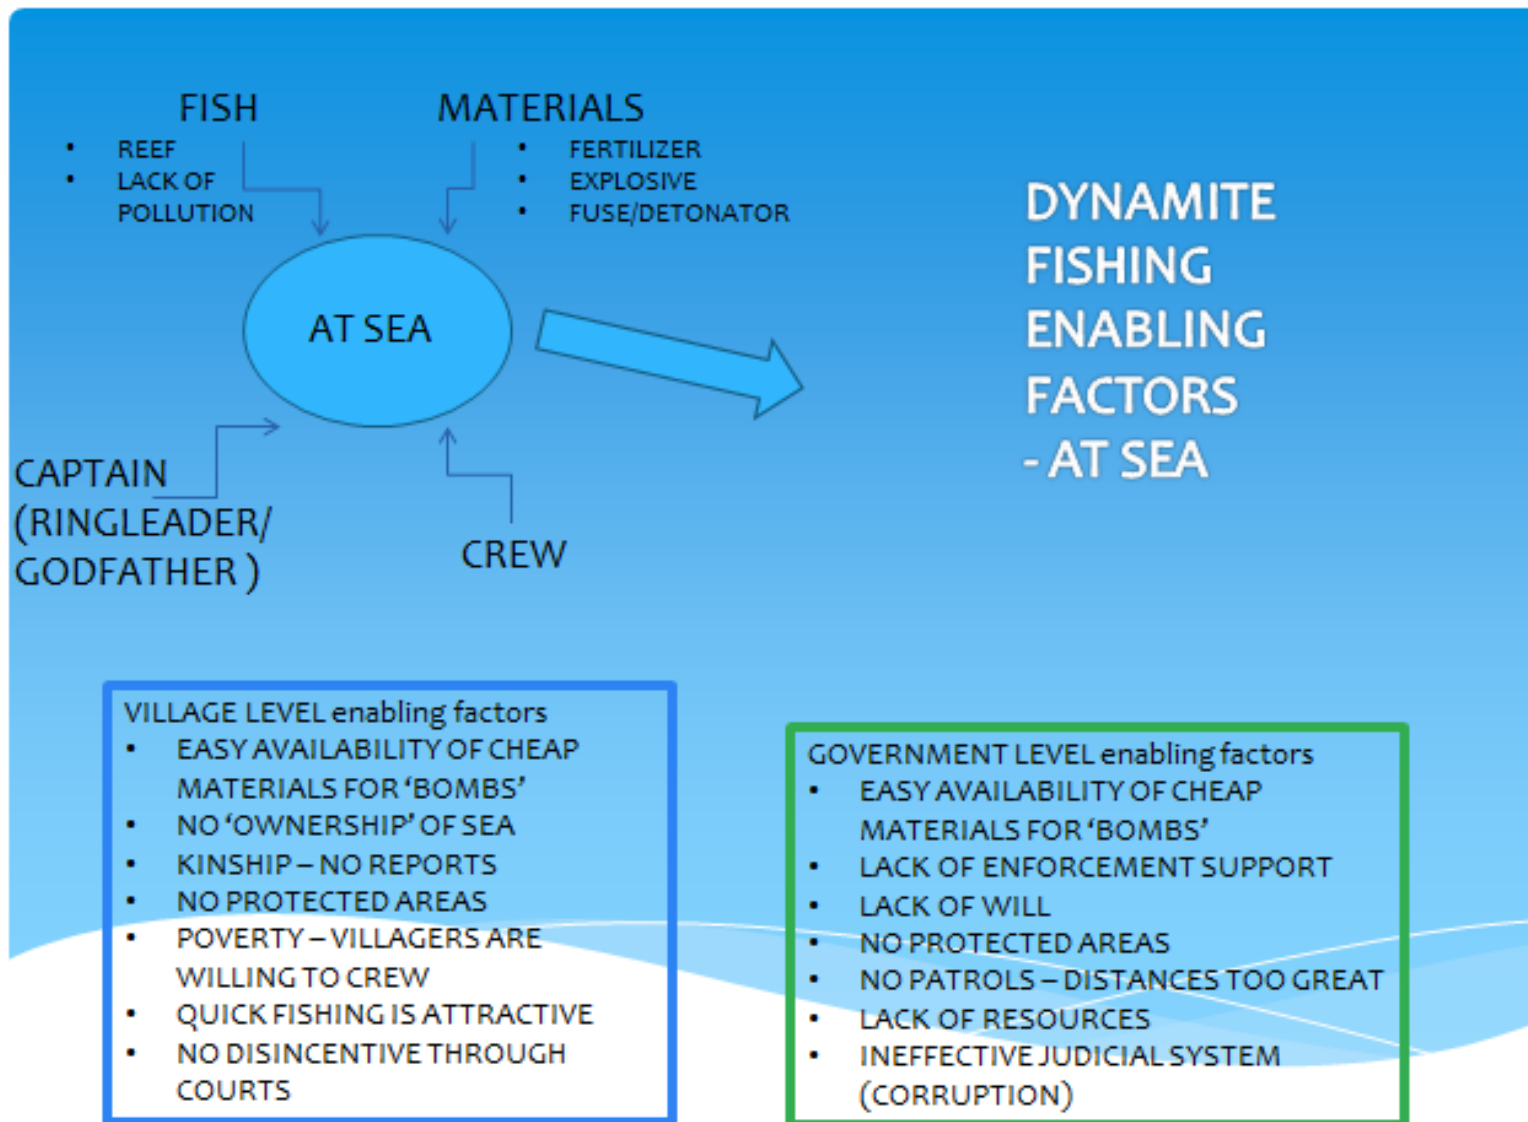 FISH
• REEF
• LACK OF
POLLUTION
MATERIALS
• FERTILIZER
• EXPLOSIVE
• FUSE/DETONATOR
AT SEA
CAPTAIN
(RINGLEADER/
GODFATHER )
CREW
DYNAMITE
FISHING
ENABLING
FACTORS
- AT SEA
VILLAGE LEVEL enabling factors
• EASY AVAILABILITY OF CHEAP
MATERIALS FOR ‘BOMBS’
• NO ‘OWNERSHIP’ OF SEA
• KINSHIP – NO REPORTS
• NO PROTECTED AREAS
• POVERTY – VILLAGERS ARE
WILLING TO CREW
• QUICK FISHING IS ATTRACTIVE
• NO DISINCENTIVE THROUGH
COURTS
GOVERNMENT LEVEL enabling factors
• EASY AVAILABILITY OF CHEAP
MATERIALS FOR ‘BOMBS’
• LACK OF ENFORCEMENT SUPPORT
• LACK OF WILL
• NO PROTECTED AREAS
• NO PATROLS – DISTANCES TOO GREAT
• LACK OF RESOURCES
• INEFFECTIVE JUDICIAL SYSTEM
(CORRUPTION)